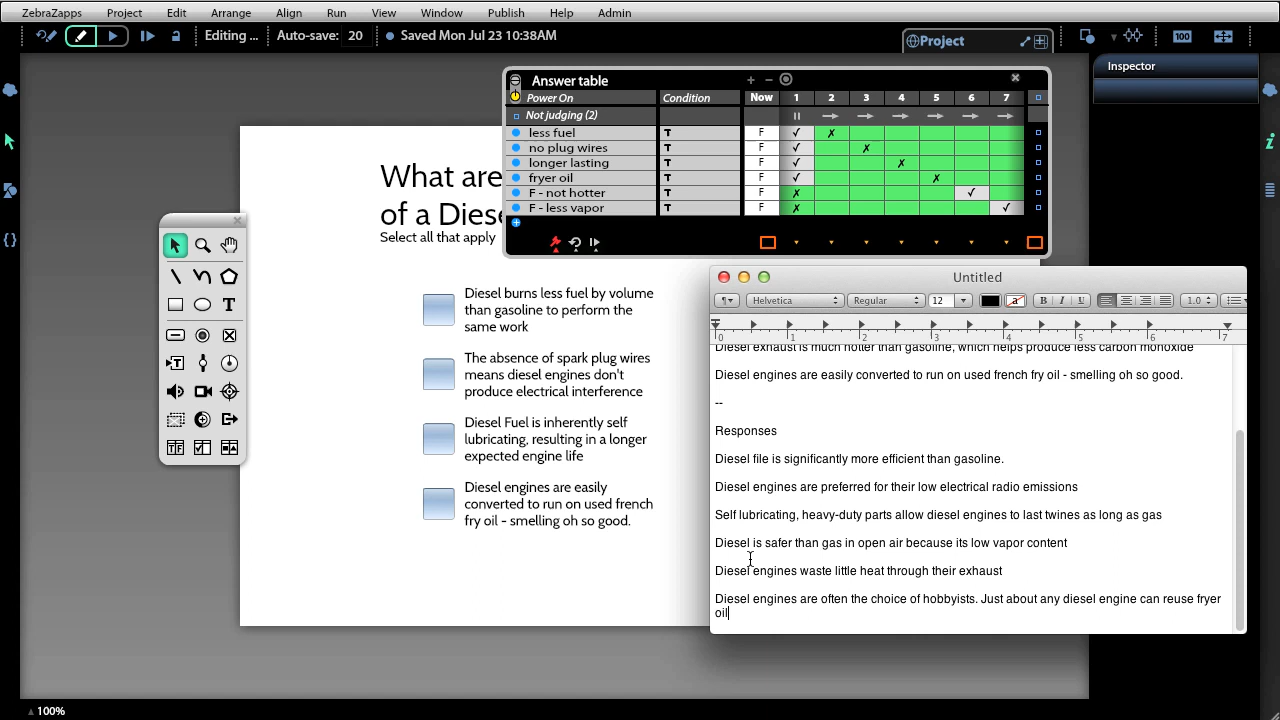 ZebraZapps Project Edit Arrange Align Run View Window Publish Help Admin
Editing ... Auto-save: 20 Saved Mon Jul 23 10:38AM
Project
100
Inspector
Answer table
Power On Condition Now 1 2 3 4 5 6 7
Not judging (2)
less fuel T F
no plug wires T F
longer lasting T F
fryer oil T F
F - not hotter T F
F - less vapor T F
What are
of a Diese
Select all that apply
Diesel burns less fuel by volume
than gasoline to perform the
same work
The absence of spark plug wires
means diesel engines don't
produce electrical interference
Diesel Fuel is inherently self
lubricating, resulting in a longer
expected engine life
Diesel engines are easily
converted to run on used french
fry oil - smelling oh so good.
Untitled
Helvetica Regular 12 a B I U 1.0
0 1 2 3 4 5 6 7
Diesel exhaust is much hotter than gasoline, which helps produce less carbon monoxide
Diesel engines are easily converted to run on used french fry oil - smelling oh so good.
--
Responses
Diesel file is significantly more efficient than gasoline.
Diesel engines are preferred for their low electrical radio emissions
Self lubricating, heavy-duty parts allow diesel engines to last twines as long as gas
Diesel is safer than gas in open air because its low vapor content
Diesel engines waste little heat through their exhaust
Diesel engines are often the choice of hobbyists. Just about any diesel engine can reuse fryer
oil
100%